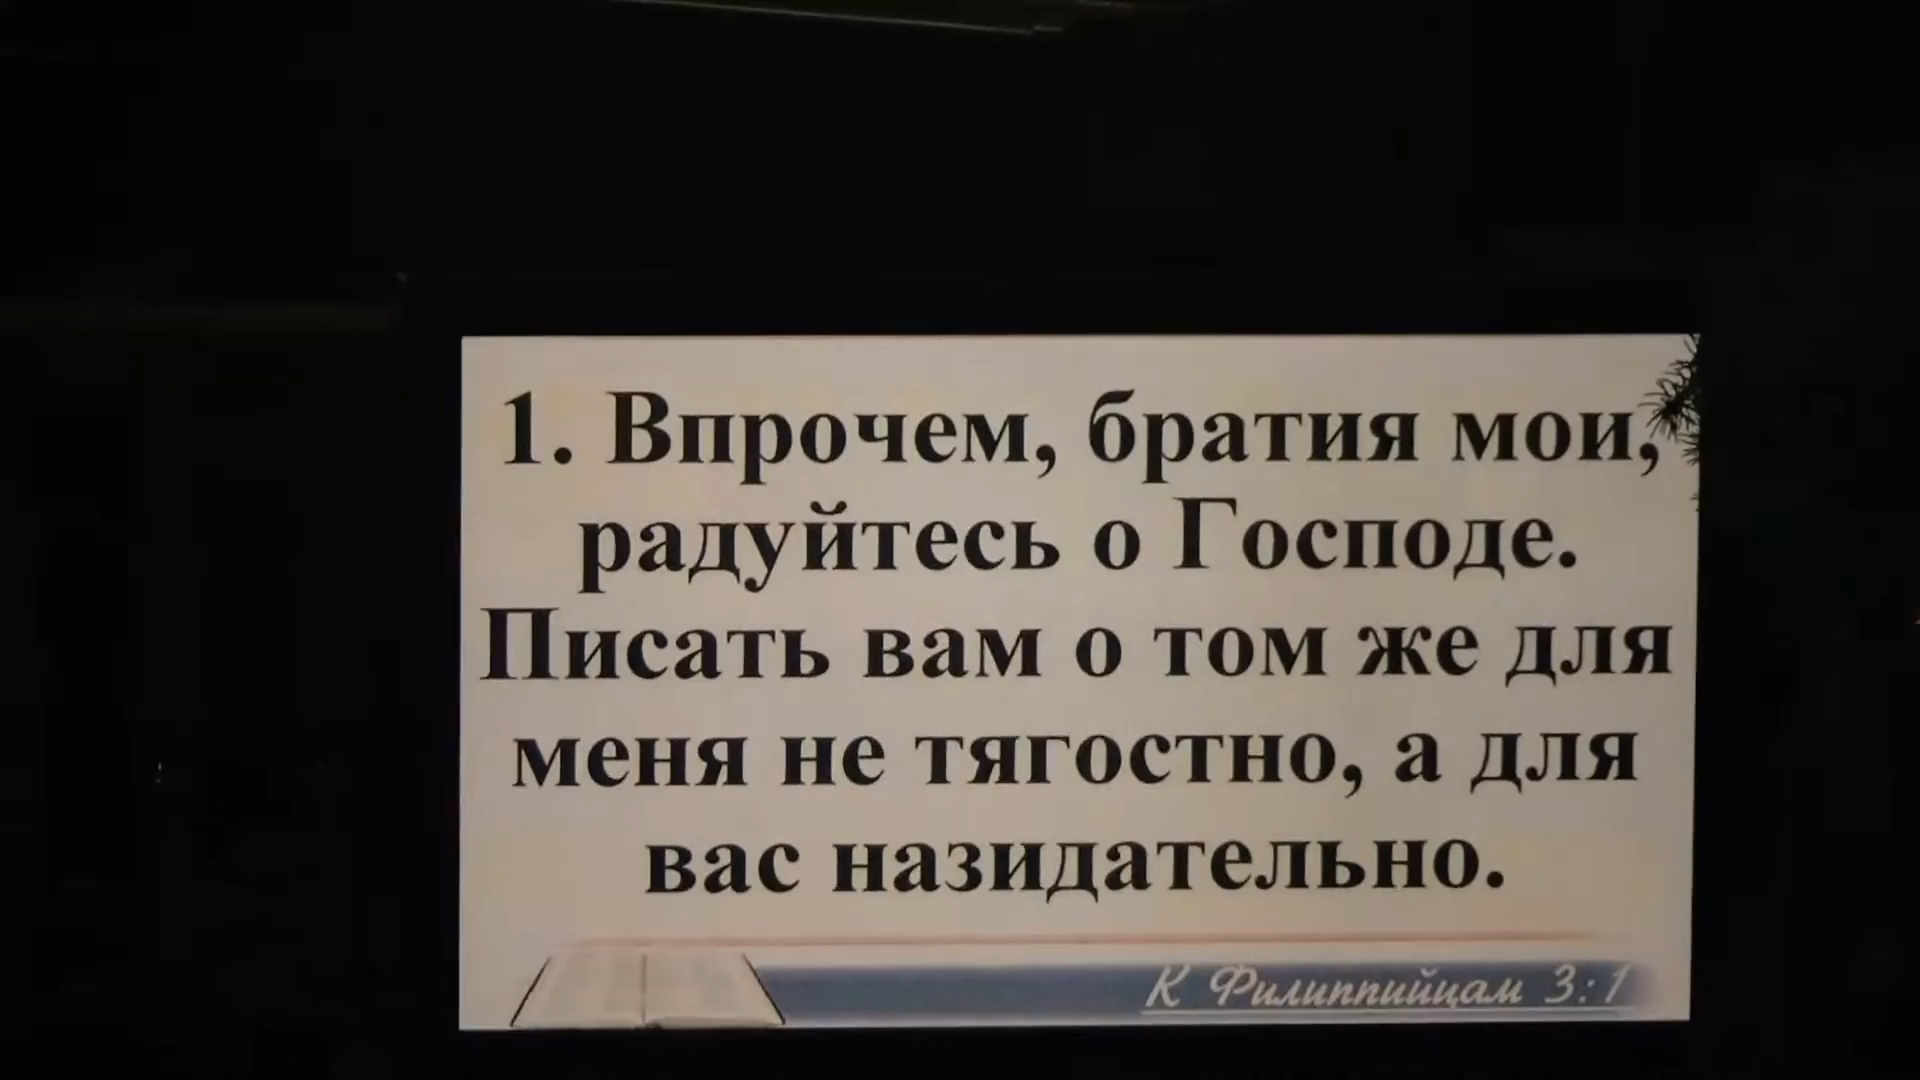 1. Впрочем, братия мои,
радуйтесь о Господе.
Писать вам о том же для
меня не тягостно, а для
вас назидательно.
К Филиппийцам 3:1